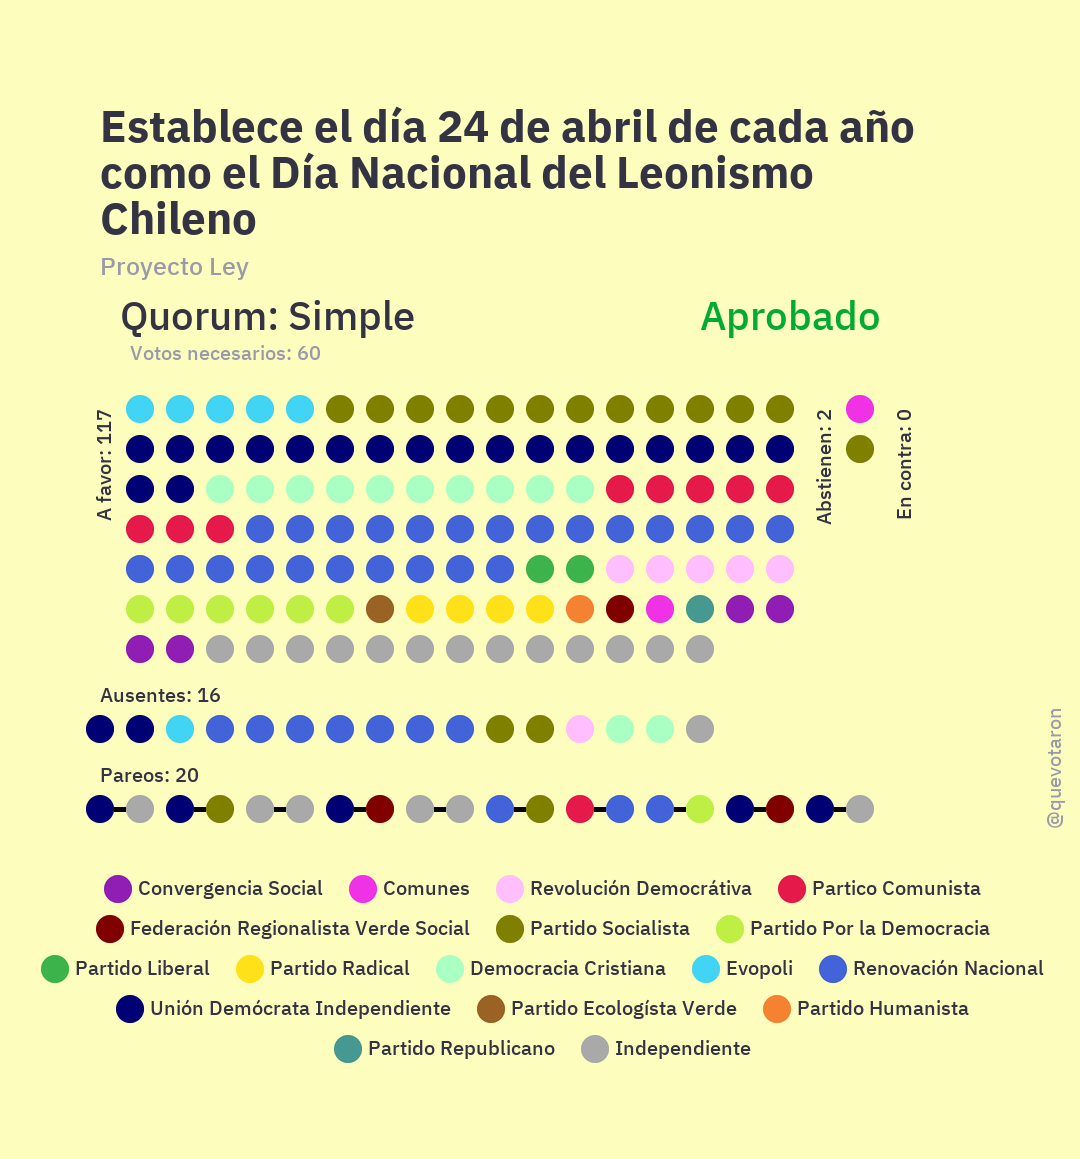 Establece el día 24 de abril de cada año
como el Día Nacional del Leonismo
Chileno
Proyecto Ley
Quorum: Simple
Aprobado
Votos necesarios: 60
A favor: 117
Abstienen: 2
En contra: 0
Ausentes: 16
Pareos: 20
@quevotaron
Convergencia Social
Comunes
Revolución Democrátiva
Partico Comunista
Federación Regionalista Verde Social
Partido Socialista
Partido Por la Democracia
Partido Liberal
Partido Radical
Democracia Cristiana
Evopoli
Renovación Nacional
Unión Demócrata Independiente
Partido Ecologísta Verde
Partido Humanista
Partido Republicano
Independiente